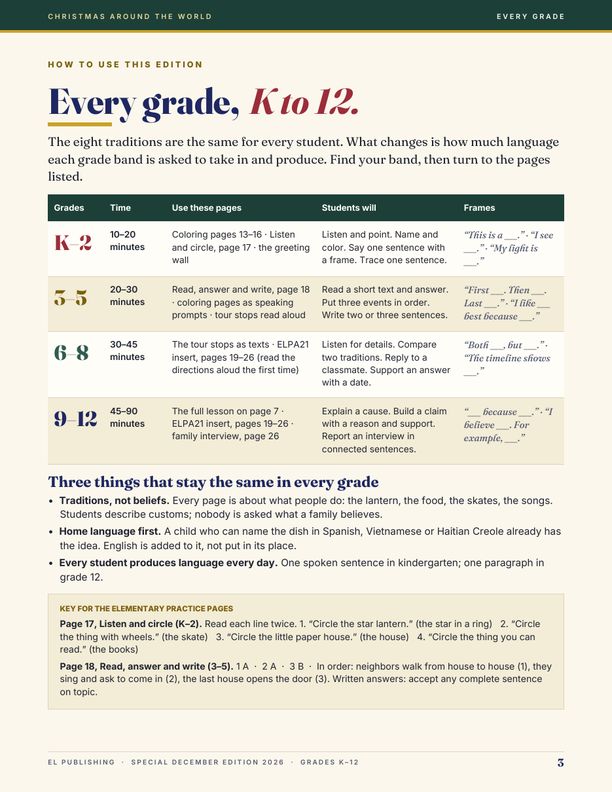 CHRISTMAS AROUND THE WORLD
EVERY GRADE
HOW TO USE THIS EDITION
Every grade, K to 12.
The eight traditions are the same for every student. What changes is how much language
each grade band is asked to take in and produce. Find your band, then turn to the pages
listed.
Grades Time Use these pages Students will Frames
K–2
10–20
minutes
Coloring pages 13–16 · Listen
and circle, page 17 · the greeting
wall
Listen and point. Name and
color. Say one sentence with
a frame. Trace one sentence.
“This is a __.” · “I see
__.” · “My light is
__.”
3–5
20–30
minutes
Read, answer and write, page 18
· coloring pages as speaking
prompts · tour stops read aloud
Read a short text and answer.
Put three events in order.
Write two or three sentences.
“First __. Then __.
Last __.” · “I like __
best because __.”
6–8
30–45
minutes
The tour stops as texts · ELPA21
insert, pages 19–26 (read the
directions aloud the first time)
Listen for details. Compare
two traditions. Reply to a
classmate. Support an answer
with a date.
“Both __, but __.” ·
“The timeline shows
__.”
9–12
45–90
minutes
The full lesson on page 7 ·
ELPA21 insert, pages 19–26 ·
family interview, page 26
Explain a cause. Build a claim
with a reason and support.
Report an interview in
connected sentences.
“__ because __.” · “I
believe __. For
example, __.”
Three things that stay the same in every grade
• Traditions, not beliefs. Every page is about what people do: the lantern, the food, the skates, the songs.
Students describe customs; nobody is asked what a family believes.
• Home language first. A child who can name the dish in Spanish, Vietnamese or Haitian Creole already has
the idea. English is added to it, not put in its place.
• Every student produces language every day. One spoken sentence in kindergarten; one paragraph in
grade 12.
KEY FOR THE ELEMENTARY PRACTICE PAGES
Page 17, Listen and circle (K–2). Read each line twice. 1. “Circle the star lantern.” (the star in a ring) 2. “Circle
the thing with wheels.” (the skate) 3. “Circle the little paper house.” (the house) 4. “Circle the thing you can
read.” (the books)
Page 18, Read, answer and write (3–5). 1 A · 2 A · 3 B · In order: neighbors walk from house to house (1), they
sing and ask to come in (2), the last house opens the door (3). Written answers: accept any complete sentence
on topic.
EL PUBLISHING · SPECIAL DECEMBER EDITION 2026 · GRADES K–12
3